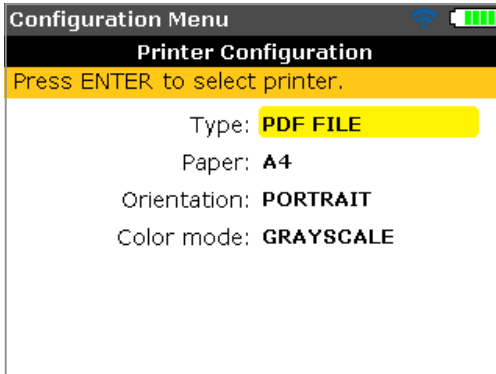 Configuration Menu
Printer Configuration
Press ENTER to select printer.
Type: PDF FILE
Paper: A4
Orientation: PORTRAIT
Color mode: GRAYSCALE